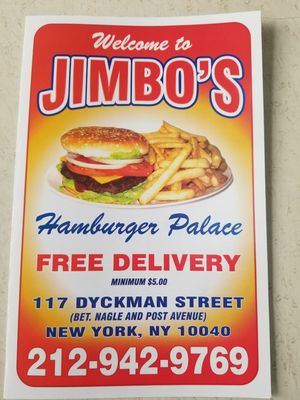 Welcome to
JIMBO'S
Hamburger Palace
FREE DELIVERY
MINIMUM $5.00
117 DYCKMAN STREET
(BET. NAGLE AND POST AVENUE)
NEW YORK, NY 10040
212-942-9769